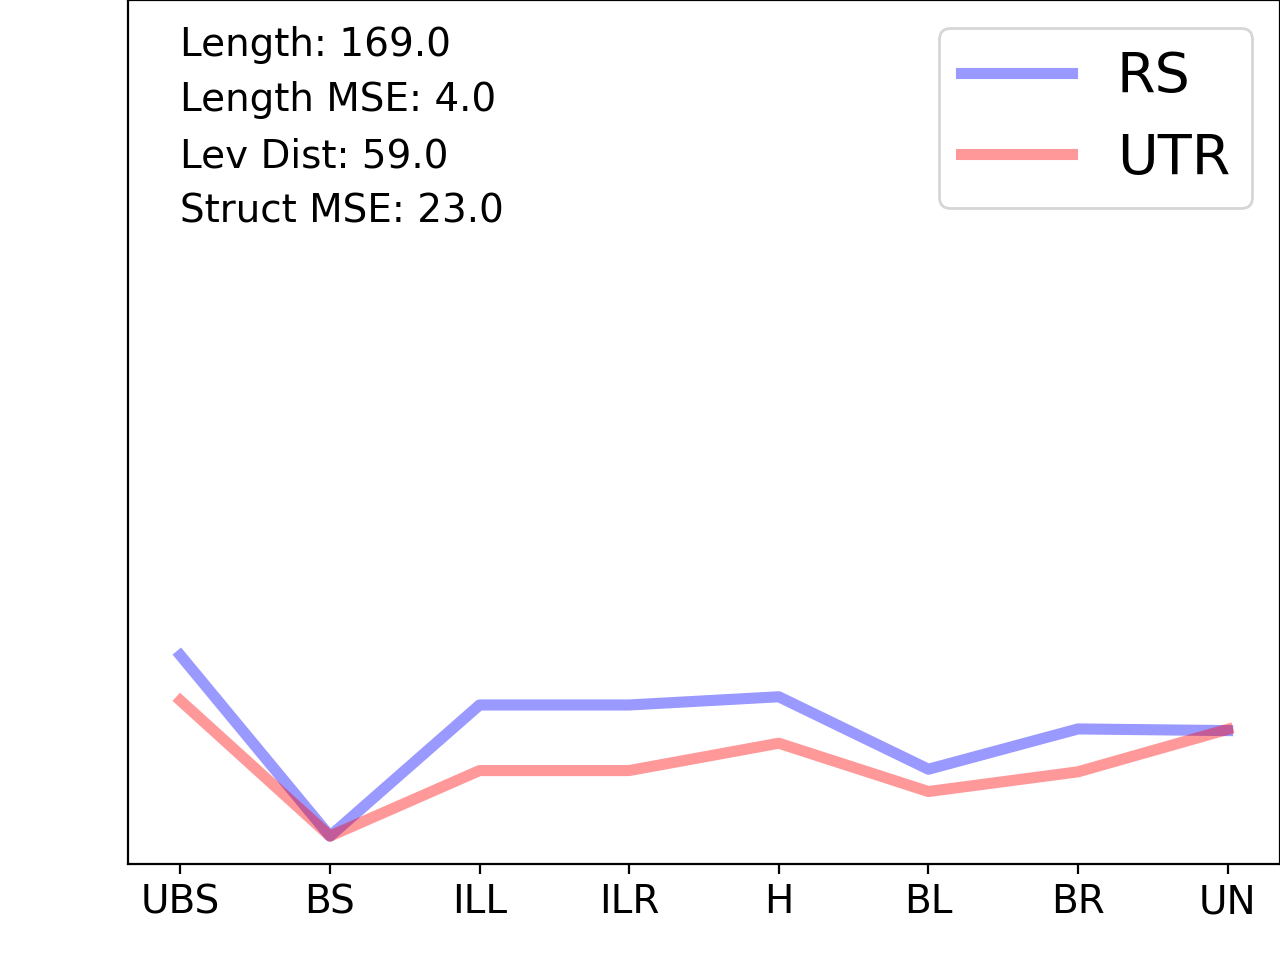 Length: 169.0
Length MSE: 4.0
Lev Dist: 59.0
Struct MSE: 23.0
RS
UTR
UBS BS ILL ILR H BL BR UN